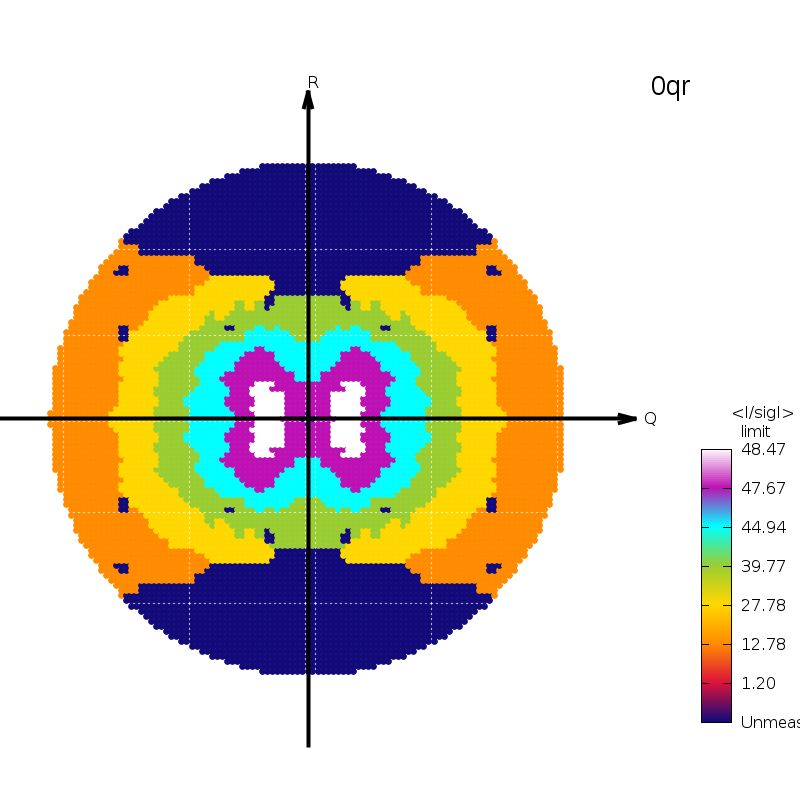 R
0qr
Q
<I/sigI>
limit
48.47
47.67
44.94
39.77
27.78
12.78
1.20
Unmeas